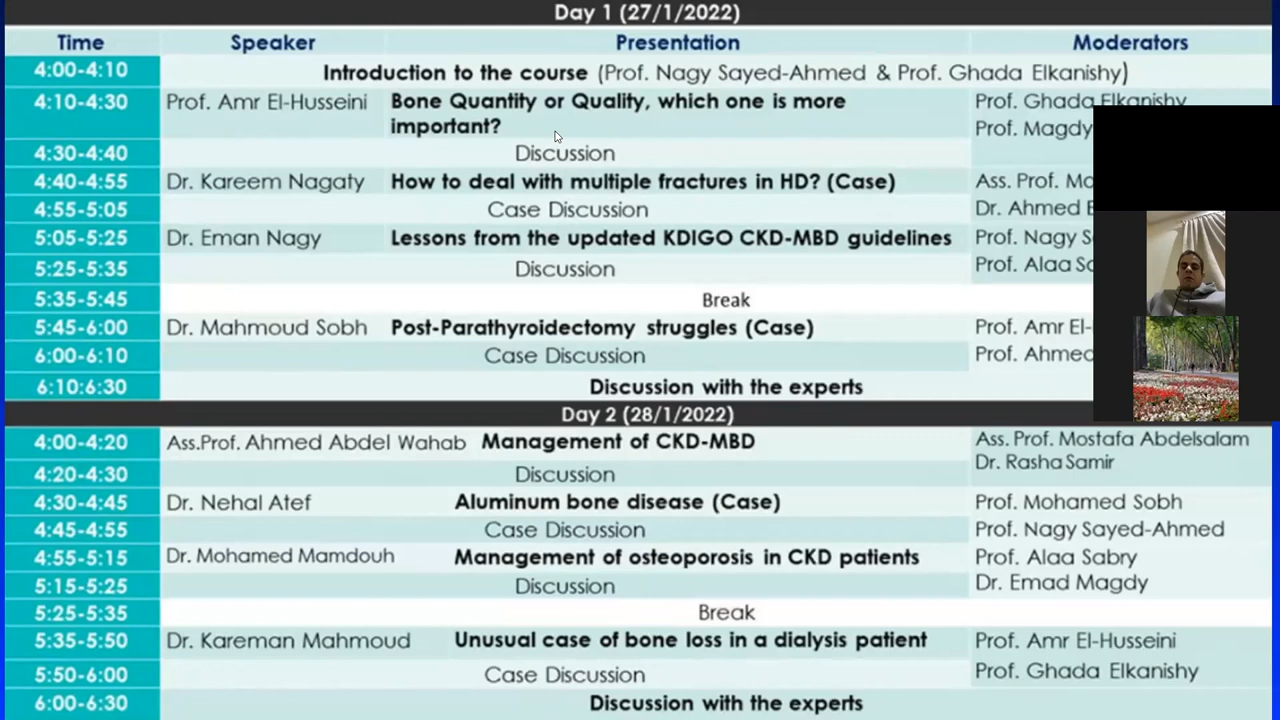 Day 1 (27/1/2022)
Time Speaker Presentation Moderators
4:00-4:10 Introduction to the course (Prof. Nagy Sayed-Ahmed & Prof. Ghada Elkanishy)
4:10-4:30 Prof. Amr El-Husseini Bone Quantity or Quality, which one is more important? Prof. Ghada Elkanishy
Prof. Magdy
4:30-4:40 Discussion
4:40-4:55 Dr. Kareem Nagaty How to deal with multiple fractures in HD? (Case) Ass. Prof.
4:55-5:05 Case Discussion Dr. Ahmed
5:05-5:25 Dr. Eman Nagy Lessons from the updated KDIGO CKD-MBD guidelines Prof. Nagy
5:25-5:35 Discussion Prof. Alaa
5:35-5:45 Break
5:45-6:00 Dr. Mahmoud Sobh Post-Parathyroidectomy struggles (Case) Prof. Amr El-
6:00-6:10 Case Discussion Prof. Ahmed
6:10:6:30 Discussion with the experts
Day 2 (28/1/2022)
4:00-4:20 Ass.Prof. Ahmed Abdel Wahab Management of CKD-MBD Ass. Prof. Mostafa Abdelsalam
Dr. Rasha Samir
4:20-4:30 Discussion
4:30-4:45 Dr. Nehal Atef Aluminum bone disease (Case) Prof. Mohamed Sobh
4:45-4:55 Case Discussion Prof. Nagy Sayed-Ahmed
4:55-5:15 Dr. Mohamed Mamdouh Management of osteoporosis in CKD patients Prof. Alaa Sabry
5:15-5:25 Discussion Dr. Emad Magdy
5:25-5:35 Break
5:35-5:50 Dr. Kareman Mahmoud Unusual case of bone loss in a dialysis patient Prof. Amr El-Husseini
5:50-6:00 Case Discussion Prof. Ghada Elkanishy
6:00-6:30 Discussion with the experts